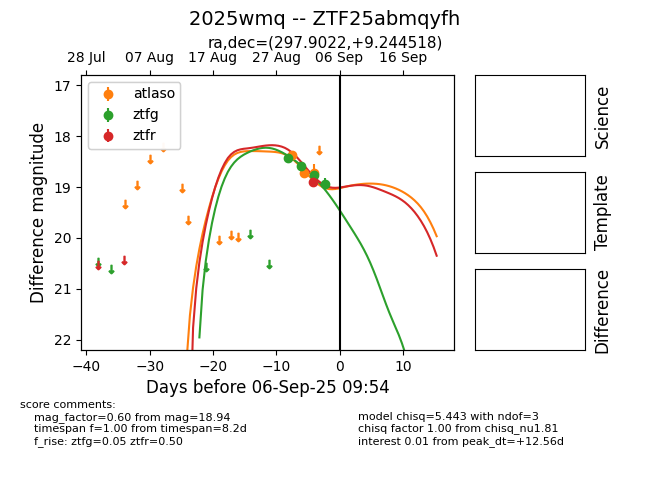 2025wmq -- ZTF25abmqyfh
ra,dec=(297.9022,+9.244518)
28 Jul 07 Aug 17 Aug 27 Aug 06 Sep 16 Sep
17
18
19
20
21
22
Difference magnitude
atlaso
ztfg
ztfr
−40 −30 −20 −10 0 10
Days before 06-Sep-25 09:54
Science
Template
Difference
score comments:
mag_factor=0.60 from mag=18.94
timespan f=1.00 from timespan=8.2d
f_rise: ztfg=0.05 ztfr=0.50
model chisq=5.443 with ndof=3
chisq factor 1.00 from chisq_nu1.81
interest 0.01 from peak_dt=+12.56d